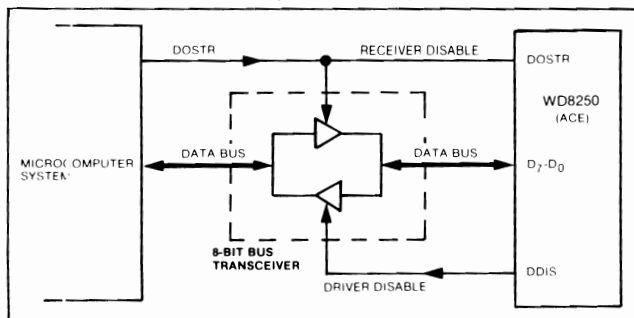 DOSTR
RECEIVER DISABLE
DOSTR
WD8250
(ACE)
MICROCOMPUTER
SYSTEM
DATA BUS
DATA BUS
D7-D0
8-BIT BUS
TRANSCEIVER
DRIVER DISABLE
DDIS